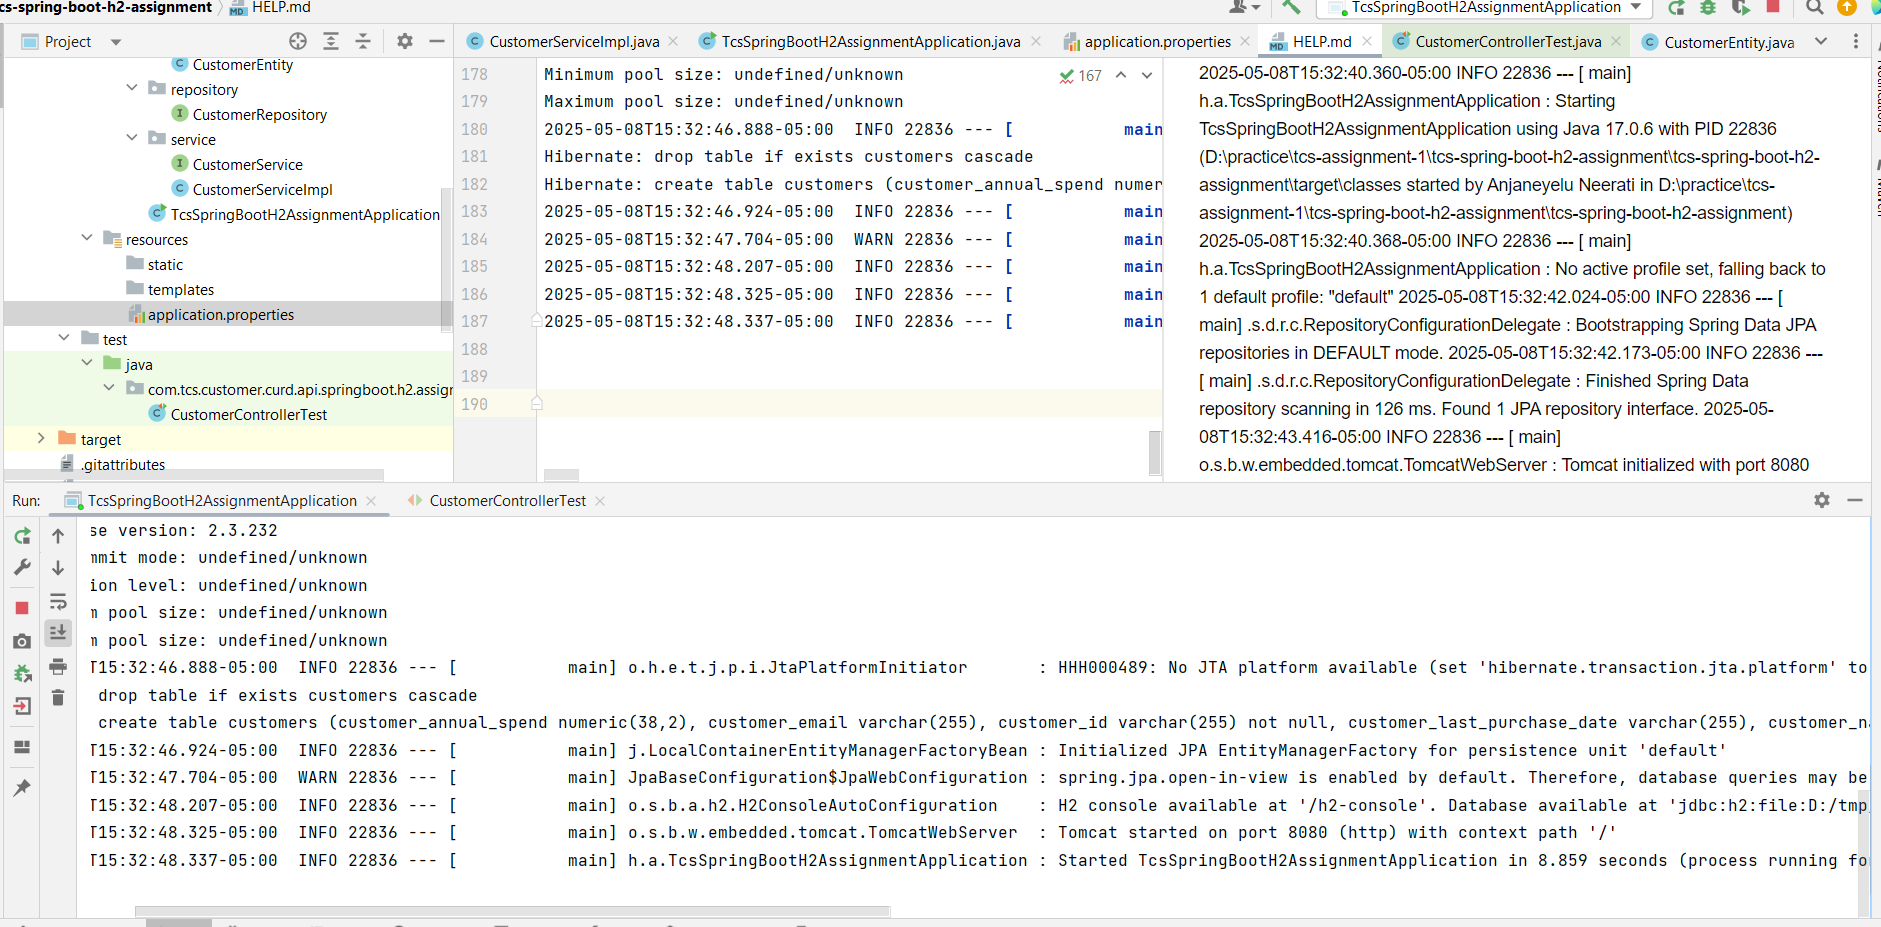 cs-spring-boot-h2-assignment HELP.md
TcsSpringBootH2AssignmentApplication
Project
CustomerServiceImpl.java
TcsSpringBootH2AssignmentApplication.java
application.properties
HELP.md
CustomerControllerTest.java
CustomerEntity.java
CustomerEntity
repository
CustomerRepository
service
CustomerService
CustomerServiceImpl
TcsSpringBootH2AssignmentApplication
resources
static
templates
application.properties
test
java
com.tcs.customer.curd.api.springboot.h2.assigr
CustomerControllerTest
target
.gitattributes
167
178 Minimum pool size: undefined/unknown
179 Maximum pool size: undefined/unknown
180 2025-05-08T15:32:46.888-05:00 INFO 22836 --- [ main
181 Hibernate: drop table if exists customers cascade
182 Hibernate: create table customers (customer_annual_spend numer
183 2025-05-08T15:32:46.924-05:00 INFO 22836 --- [ main
184 2025-05-08T15:32:47.704-05:00 WARN 22836 --- [ main
185 2025-05-08T15:32:48.207-05:00 INFO 22836 --- [ main
186 2025-05-08T15:32:48.325-05:00 INFO 22836 --- [ main
187 2025-05-08T15:32:48.337-05:00 INFO 22836 --- [ main
188
189
190
2025-05-08T15:32:40.360-05:00 INFO 22836 --- [ main]
h.a.TcsSpringBootH2AssignmentApplication : Starting
TcsSpringBootH2AssignmentApplication using Java 17.0.6 with PID 22836
(D:\practice\tcs-assignment-1\tcs-spring-boot-h2-assignment\tcs-spring-boot-h2-
assignment\target\classes started by Anjaneyelu Neerati in D:\practice\tcs-
assignment-1\tcs-spring-boot-h2-assignment\tcs-spring-boot-h2-assignment)
2025-05-08T15:32:40.368-05:00 INFO 22836 --- [ main]
h.a.TcsSpringBootH2AssignmentApplication : No active profile set, falling back to
1 default profile: "default" 2025-05-08T15:32:42.024-05:00 INFO 22836 --- [
main] .s.d.r.c.RepositoryConfigurationDelegate : Bootstrapping Spring Data JPA
repositories in DEFAULT mode. 2025-05-08T15:32:42.173-05:00 INFO 22836 ---
[ main] .s.d.r.c.RepositoryConfigurationDelegate : Finished Spring Data
repository scanning in 126 ms. Found 1 JPA repository interface. 2025-05-
08T15:32:43.416-05:00 INFO 22836 --- [ main]
o.s.b.w.embedded.tomcat.TomcatWebServer : Tomcat initialized with port 8080
Run: TcsSpringBootH2AssignmentApplication CustomerControllerTest
se version: 2.3.232
mmit mode: undefined/unknown
ion level: undefined/unknown
m pool size: undefined/unknown
m pool size: undefined/unknown
T15:32:46.888-05:00 INFO 22836 --- [ main] o.h.e.t.j.p.i.JtaPlatformInitiator : HHH000489: No JTA platform available (set 'hibernate.transaction.jta.platform' to
drop table if exists customers cascade
create table customers (customer_annual_spend numeric(38,2), customer_email varchar(255), customer_id varchar(255) not null, customer_last_purchase_date varchar(255), customer_na
T15:32:46.924-05:00 INFO 22836 --- [ main] j.LocalContainerEntityManagerFactoryBean : Initialized JPA EntityManagerFactory for persistence unit 'default'
T15:32:47.704-05:00 WARN 22836 --- [ main] JpaBaseConfiguration$JpaWebConfiguration : spring.jpa.open-in-view is enabled by default. Therefore, database queries may be
T15:32:48.207-05:00 INFO 22836 --- [ main] o.s.b.a.h2.H2ConsoleAutoConfiguration : H2 console available at '/h2-console'. Database available at 'jdbc:h2:file:D:/tmp
T15:32:48.325-05:00 INFO 22836 --- [ main] o.s.b.w.embedded.tomcat.TomcatWebServer : Tomcat started on port 8080 (http) with context path '/'
T15:32:48.337-05:00 INFO 22836 --- [ main] h.a.TcsSpringBootH2AssignmentApplication : Started TcsSpringBootH2AssignmentApplication in 8.859 seconds (process running fo